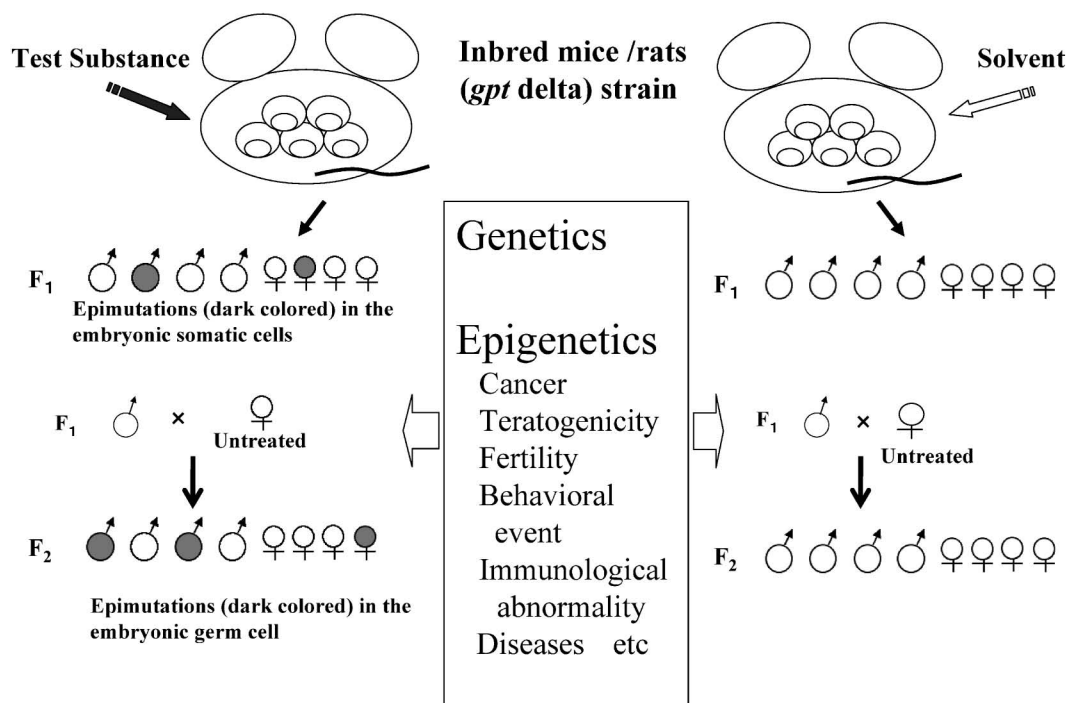 Test Substance
Inbred mice /rats
(gpt delta) strain
Solvent
F1
Epimutations (dark colored) in the
embryonic somatic cells
F1
×
Untreated
F2
Epimutations (dark colored) in the
embryonic germ cell
Genetics
Epigenetics
Cancer
Teratogenicity
Fertility
Behavioral
event
Immunological
abnormality
Diseases etc
F1
F1
×
Untreated
F2